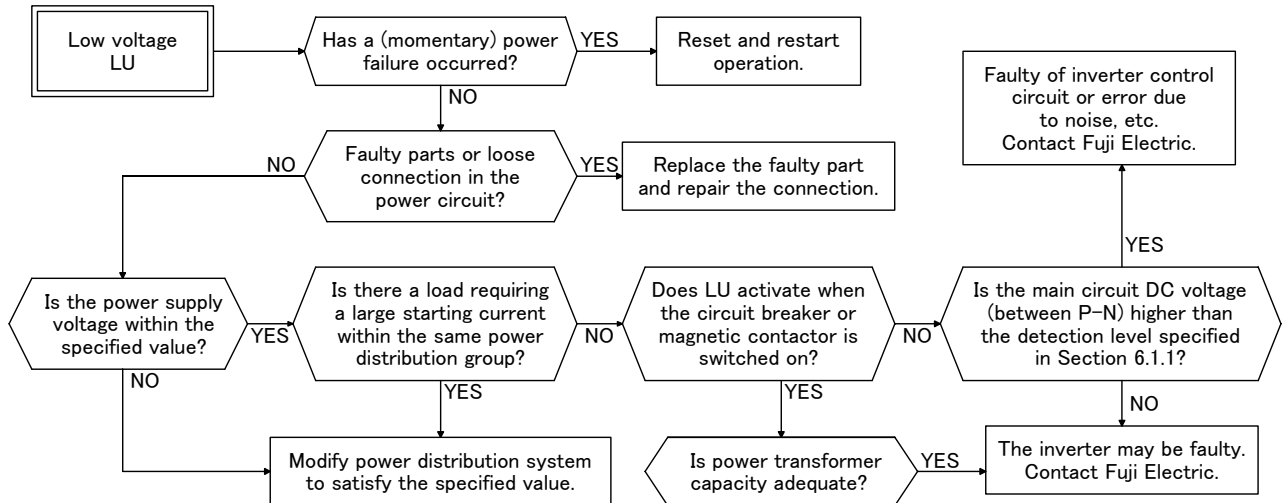 Low voltage
LU
Has a (momentary) power
failure occurred?
YES
Reset and restart
operation.
NO
Faulty of inverter control
circuit or error due
to noise, etc.
Contact Fuji Electric.
NO
Faulty parts or loose
connection in the
power circuit?
YES
Replace the faulty part
and repair the connection.
YES
Is the power supply
voltage within the
specified value?
YES
Is there a load requiring
a large starting current
within the same power
distribution group?
NO
Does LU activate when
the circuit breaker or
magnetic contactor is
switched on?
NO
Is the main circuit DC voltage
(between P-N) higher than
the detection level specified
in Section 6.1.1?
NO
YES
YES
NO
Modify power distribution system
to satisfy the specified value.
Is power transformer
capacity adequate?
YES
The inverter may be faulty.
Contact Fuji Electric.